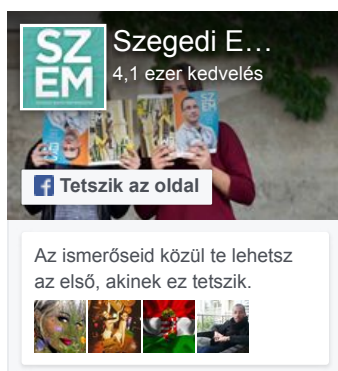 SZ
EM
Szegedi E...
4,1 ezer kedvelés
Tetszik az oldal
Az ismerőseid közül te lehetsz
az első, akinek ez tetszik.